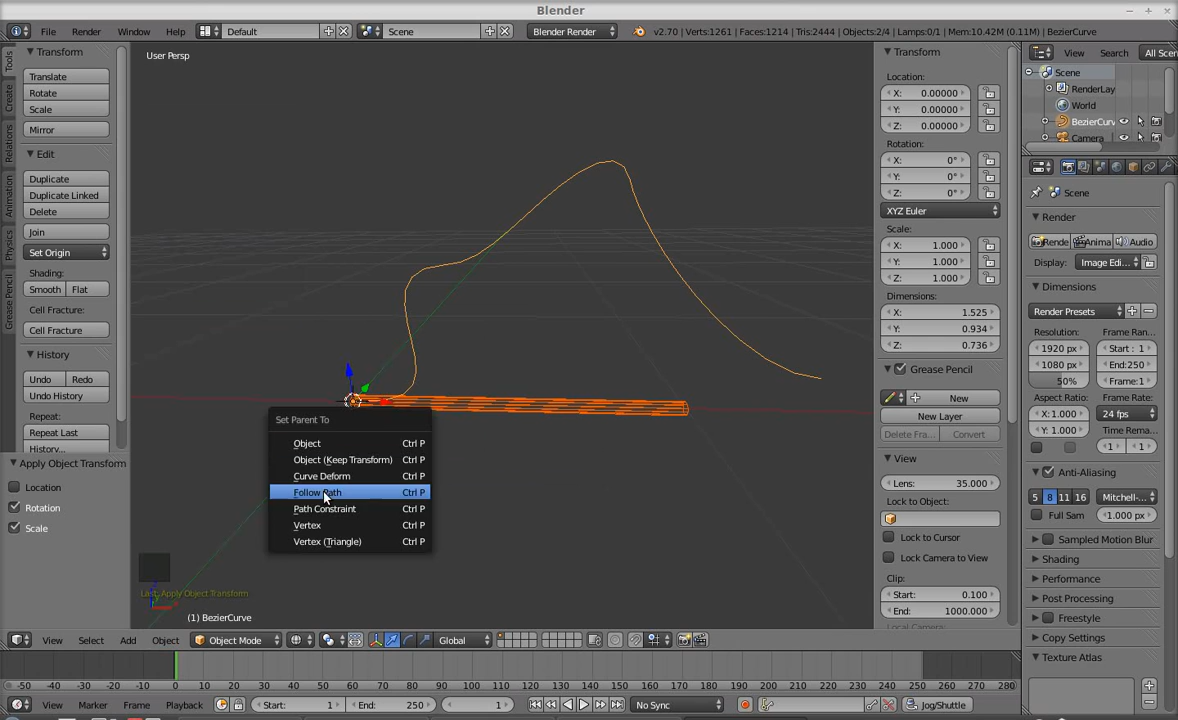 Blender
File Render Window Help Default Scene Blender Render v2.70 | Verts:1261 | Faces:1214 | Tris:2444 | Objects:2/4 | Lamps:0/1 | Mem:10.42M (0.11M) | BezierCurve
Tools
Create
Relations
Animation
Physics
Grease Pencil
Transform
Translate
Rotate
Scale
Mirror
Edit
Duplicate
Duplicate Linked
Delete
Join
Set Origin
Shading:
Smooth Flat
Cell Fracture:
Cell Fracture
History
Undo Redo
Undo History
Repeat:
Repeat Last
History...
Apply Object Transform
Location
Rotation
Scale
User Persp
Set Parent To
Object Ctrl P
Object (Keep Transform) Ctrl P
Curve Deform Ctrl P
Follow Path Ctrl P
Path Constraint Ctrl P
Vertex Ctrl P
Vertex (Triangle) Ctrl P
Last: Apply Object Transform
(1) BezierCurve
Transform
Location:
X: 0.00000
Y: 0.00000
Z: 0.00000
Rotation:
X: 0°
Y: 0°
Z: 0°
XYZ Euler
Scale:
X: 1.000
Y: 1.000
Z: 1.000
Dimensions:
X: 1.525
Y: 0.934
Z: 0.736
Grease Pencil
New
New Layer
Delete Fra... Convert
View
Lens: 35.000
Lock to Object:
Lock to Cursor
Lock Camera to View
Clip:
Start: 0.100
End: 1000.000
Local Camera:
View Search All Scen
Scene
RenderLay
World
BezierCurv
Camera
Scene
Render
Rende Anima Audio
Display: Image Edi...
Dimensions
Render Presets
Resolution: Frame Ran...
1920 px Start : 1
1080 px End:250
50% Frame:1
Aspect Ratio: Frame Rate:
X: 1.000 24 fps
Y: 1.000 Time Rema...
1 1
Anti-Aliasing
5 8 11 16 Mitchell-...
Full Sam 1.000 px
Sampled Motion Blur
Shading
Performance
Post Processing
Freestyle
Copy Settings
Texture Atlas
View Select Add Object Object Mode Global
-50 -40 -30 -20 -10 0 10 20 30 40 50 60 70 80 90 100 110 120 130 140 150 160 170 180 190 200 210 220 230 240 250 260 270 280
View Marker Frame Playback Start: 1 End: 250 1 No Sync Jog/Shuttle